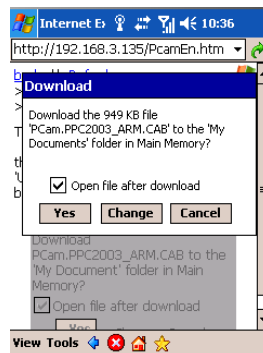 Internet Ex 10:36
http://192.168.3.135/PcamEn.htm
Download
Download the 949 KB file
'PCam.PPC2003_ARM.CAB' to the 'My
Documents' folder in Main Memory?
Open file after download
Yes Change Cancel
Download
PCam.PPC2003_ARM.CAB to the
'My Document' folder in Main
Memory?
Open file after download
Yes
View Tools